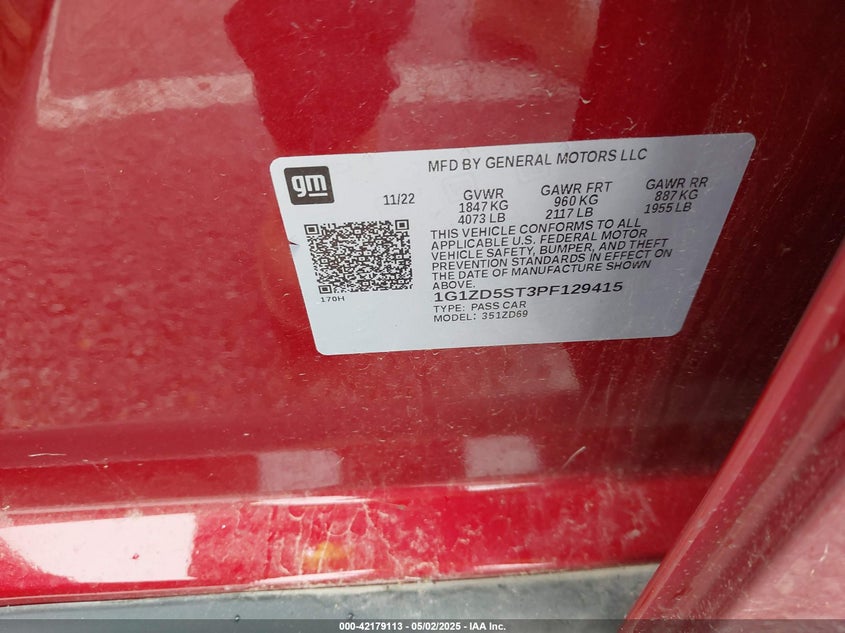 MFD BY GENERAL MOTORS LLC
gm
11/22
GVWR
1847 KG
4073 LB
GAWR FRT
960 KG
2117 LB
GAWR RR
887 KG
1955 LB
THIS VEHICLE CONFORMS TO ALL
APPLICABLE U.S. FEDERAL MOTOR
VEHICLE SAFETY, BUMPER, AND THEFT
PREVENTION STANDARDS IN EFFECT ON
THE DATE OF MANUFACTURE SHOWN
ABOVE.
170H
1G1ZD5ST3PF129415
TYPE: PASS CAR
MODEL: 351ZD69
000-42179113 - 05/02/2025 - IAA Inc.